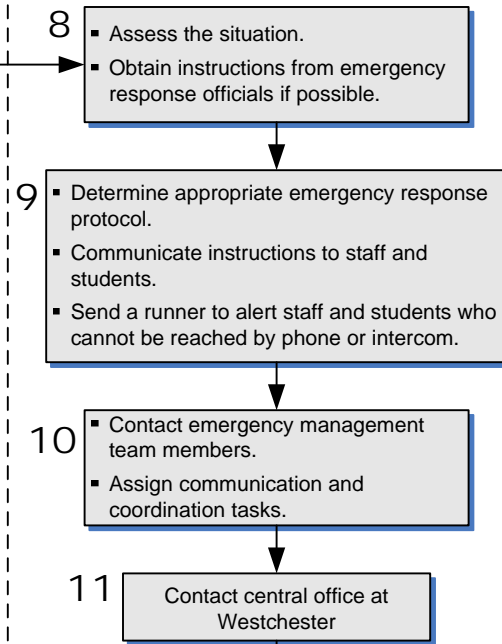 8
▪ Assess the situation.
▪ Obtain instructions from emergency
response officials if possible.
9
▪ Determine appropriate emergency response
protocol.
▪ Communicate instructions to staff and
students.
▪ Send a runner to alert staff and students who
cannot be reached by phone or intercom.
10
▪ Contact emergency management
team members.
▪ Assign communication and
coordination tasks.
11
Contact central office at
Westchester